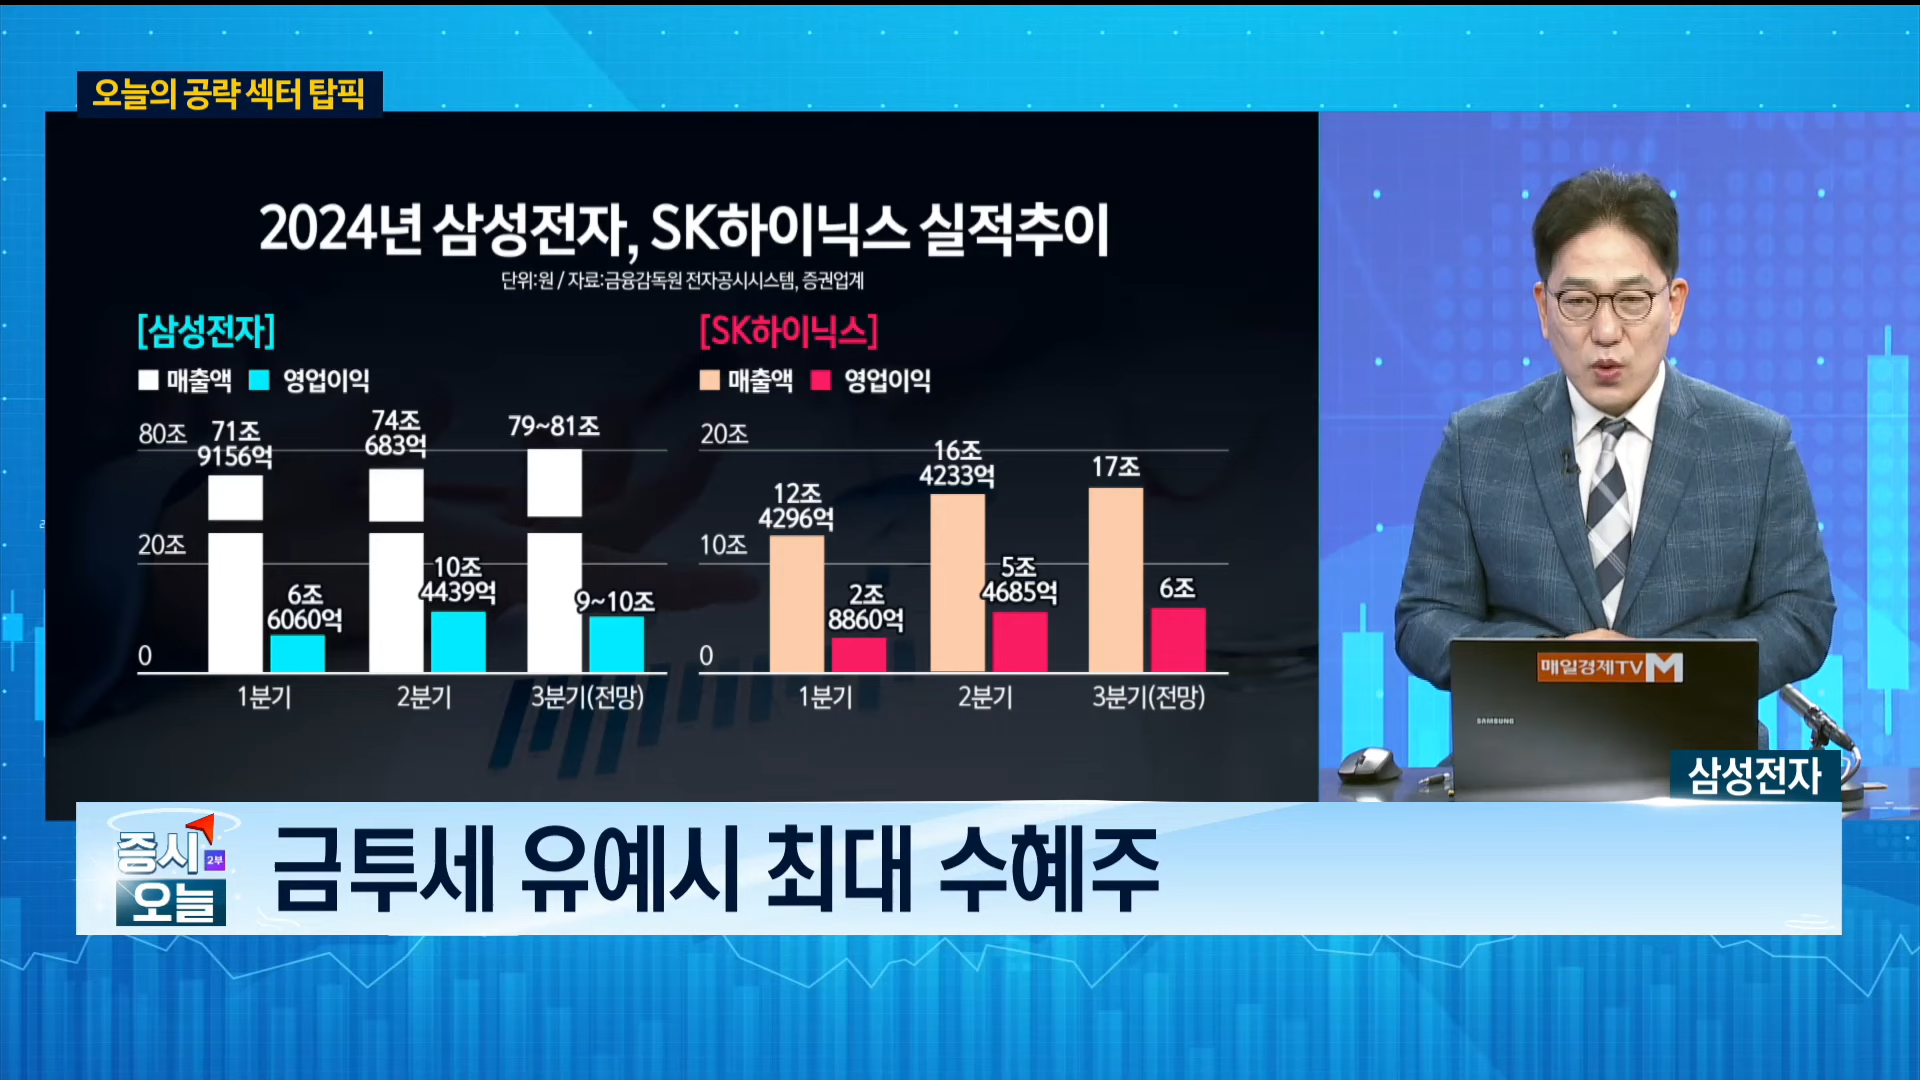 오늘의 공략 섹터 탑픽
2024년 삼성전자, SK하이닉스 실적추이
단위:원 / 자료:금융감독원 전자공시시스템, 증권업계
[삼성전자]
매출액 영업이익
80조
20조
0
71조
9156억
6조
6060억
74조
683억
10조
4439억
79~81조
9~10조
1분기 2분기 3분기(전망)
[SK하이닉스]
매출액 영업이익
20조
10조
0
12조
4296억
2조
8860억
16조
4233억
5조
4685억
17조
6조
1분기 2분기 3분기(전망)
매일경제TV M
SAMSUNG
삼성전자
증시 2부
오늘
금투세 유예시 최대 수혜주